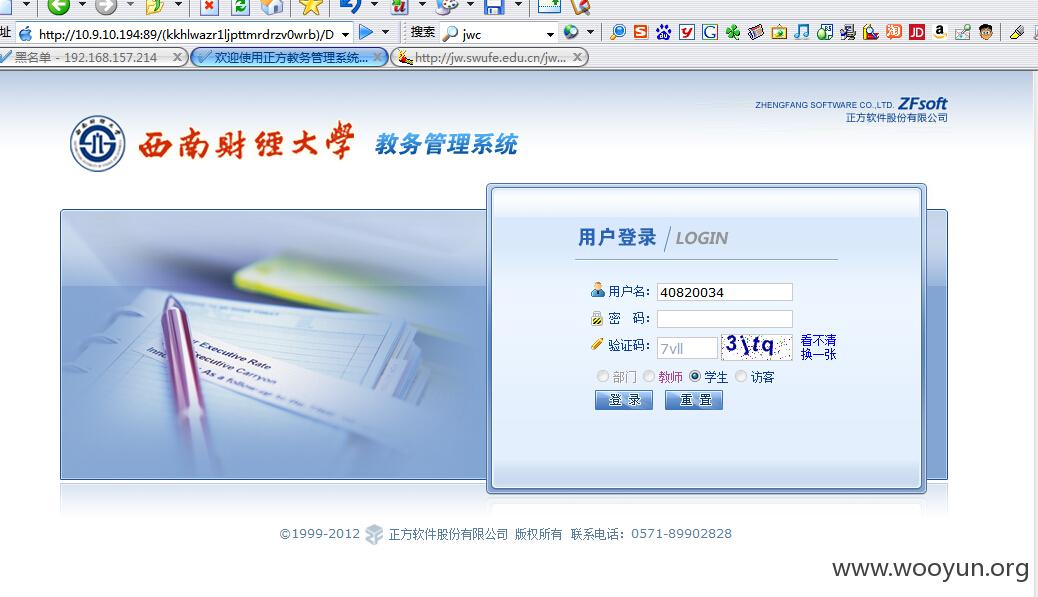 址 http://10.9.10.194:89/(kkhlwazr1ljpttmrdrzv0wrb)/D 搜索 jwc
黑名单 - 192.168.157.214 欢迎使用正方教务管理系统... http://jw.swufe.edu.cn/jw...
ZHENGFANG SOFTWARE CO.,LTD. ZFsoft
正方软件股份有限公司
西南财经大学 教务管理系统
用户登录 / LOGIN
用户名: 40820034
密 码:
验证码: 7vll 3ytq 看不清
换一张
部门 教师 学生 访客
登 录 重 置
Executive Rate
Executive Carryon
As a follow-up to the
©1999-2012 正方软件股份有限公司 版权所有 联系电话: 0571-89902828
www.wooyun.org